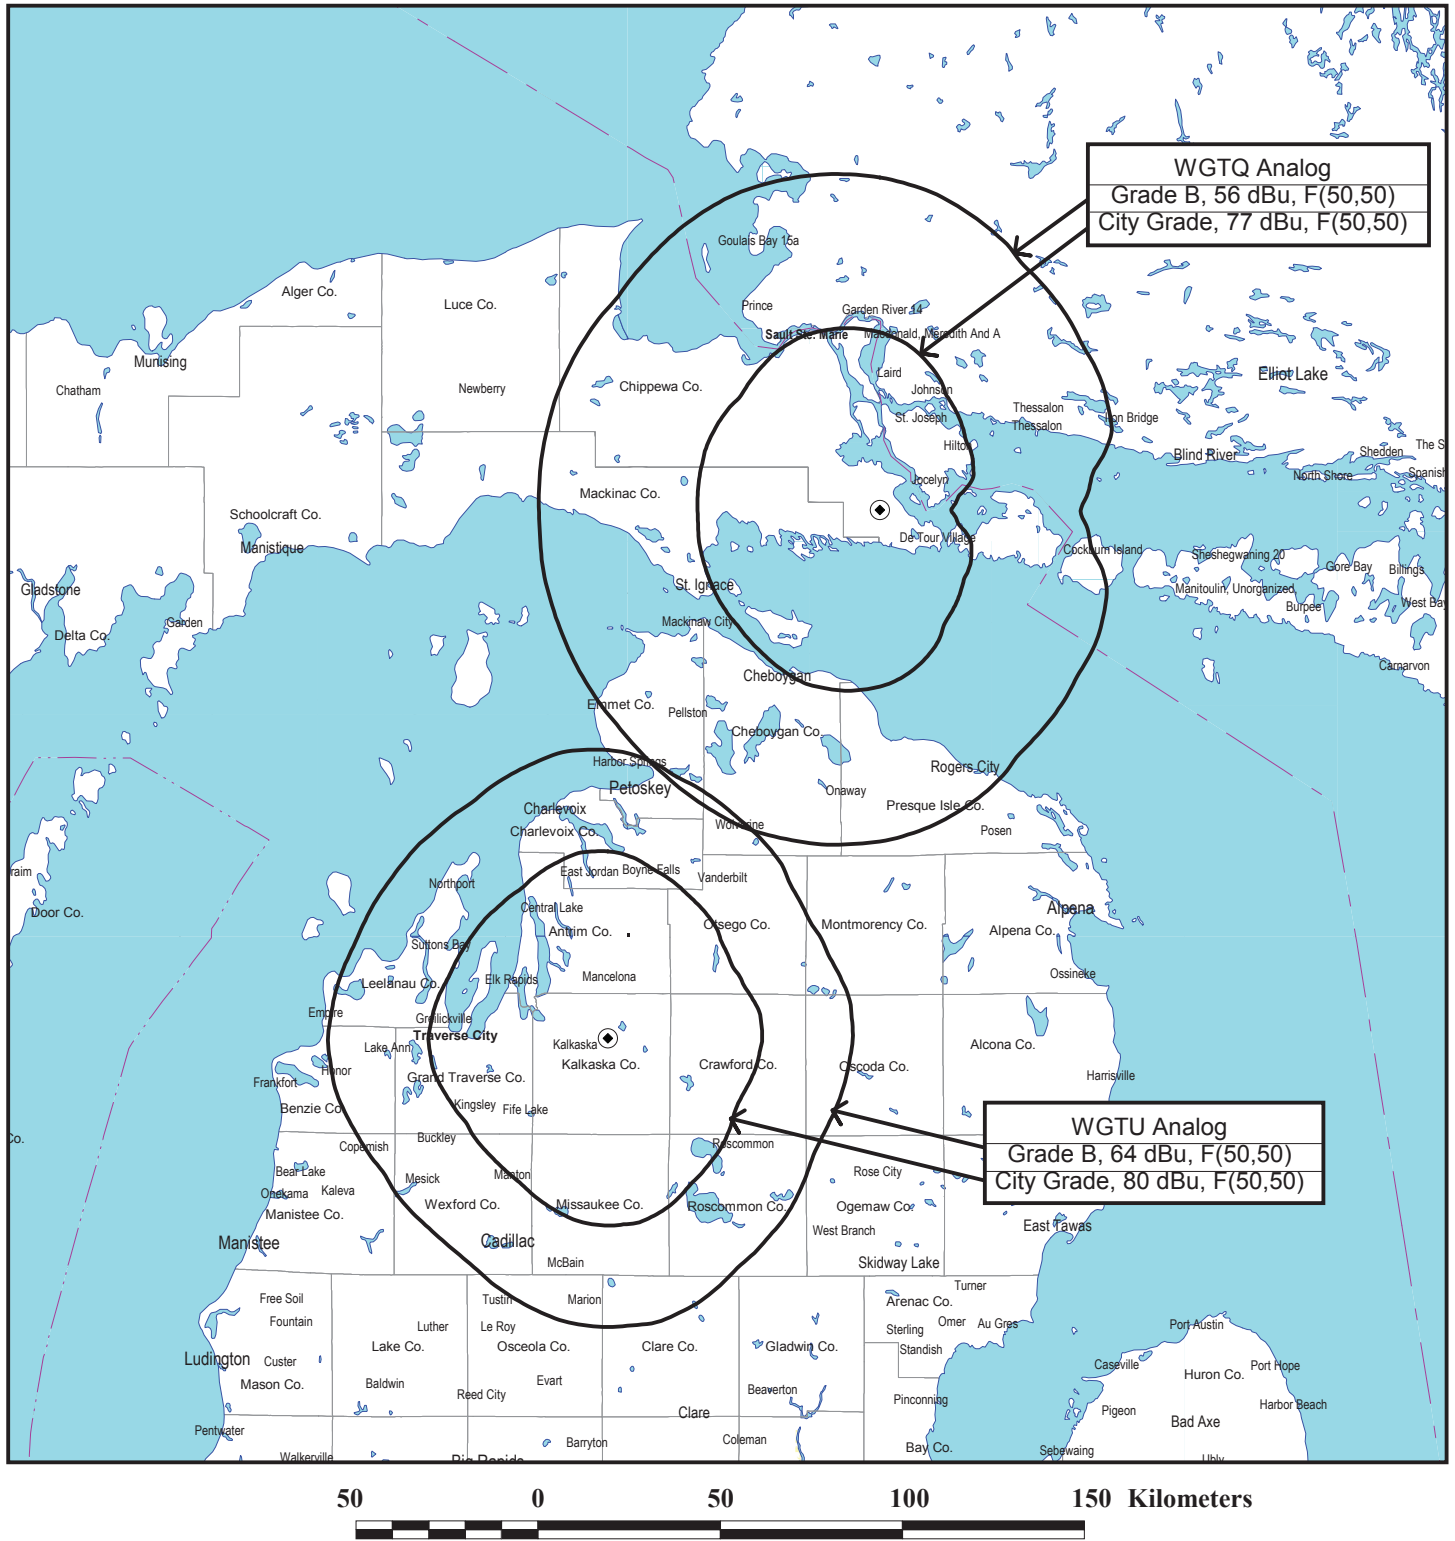 WGTQ Analog
Grade B, 56 dBu, F(50,50)
City Grade, 77 dBu, F(50,50)
Goulais Bay 15a
Alger Co.
Luce Co.
Prince
Garden River 14
Sault Ste. Marie
Macdonald, Meredith And A
Munising
Laird
Elliot Lake
Chatham
Newberry
Chippewa Co.
Johnson
St. Joseph
Thessalon
Iron Bridge
Thessalon
Hilton
The S
Blind River
Shedden
North Shore
Spanish
Jocelyn
Mackinac Co.
Schoolcraft Co.
De Tour Village
Manistique
Cockburn Island
Sheshegwaning 20
Gore Bay
Billings
Gladstone
St. Ignace
Manitoulin, Unorganized,
Burpee
West Bay
Garden
Mackinaw City
Delta Co.
Carnarvon
Cheboygan
Emmet Co.
Pellston
Cheboygan Co.
Harbor Springs
Rogers City
Petoskey
Onaway
Charlevoix
Presque Isle Co.
Wolverine
Charlevoix Co.
Posen
East Jordan
Boyne Falls
raim
Vanderbilt
Northport
Door Co.
Central Lake
Alpena
Antrim Co.
Otsego Co.
Montmorency Co.
Alpena Co.
Suttons Bay
Mancelona
Elk Rapids
Ossineke
Leelanau Co.
Empire
Greilickville
Traverse City
Lake Ann
Kalkaska
Alcona Co.
Kalkaska Co.
Crawford Co.
Oscoda Co.
Honor
Grand Traverse Co.
Harrisville
Frankfort
Benzie Co.
Kingsley
Fife Lake
WGTU Analog
Grade B, 64 dBu, F(50,50)
City Grade, 80 dBu, F(50,50)
Co.
Buckley
Copemish
Roscommon
Bear Lake
Mesick
Manton
Rose City
Onekama
Kaleva
Wexford Co.
Missaukee Co.
Roscommon Co.
Ogemaw Co.
Manistee Co.
East Tawas
West Branch
Manistee
Cadillac
McBain
Skidway Lake
Turner
Free Soil
Tustin
Marion
Arenac Co.
Fountain
Luther
Le Roy
Omer
Au Gres
Port Austin
Sterling
Lake Co.
Osceola Co.
Clare Co.
Gladwin Co.
Standish
Ludington
Custer
Caseville
Port Hope
Mason Co.
Baldwin
Evart
Huron Co.
Reed City
Beaverton
Pinconning
Harbor Beach
Clare
Pigeon
Bad Axe
Pentwater
Barryton
Coleman
Bay Co.
Sebewaing
Walkerville
Big Rapids
Ubly
50 0 50 100 150 Kilometers